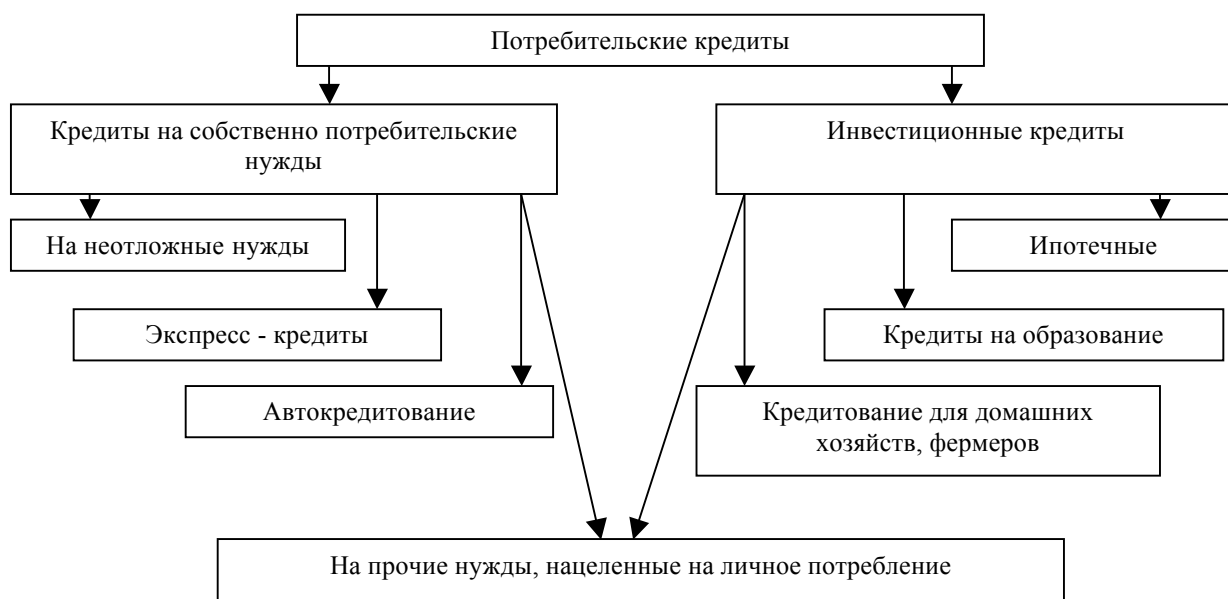 Потребительские кредиты
Кредиты на собственно потребительские
нужды
Инвестиционные кредиты
На неотложные нужды
Ипотечные
Экспресс - кредиты
Кредиты на образование
Автокредитование
Кредитование для домашних
хозяйств, фермеров
На прочие нужды, нацеленные на личное потребление